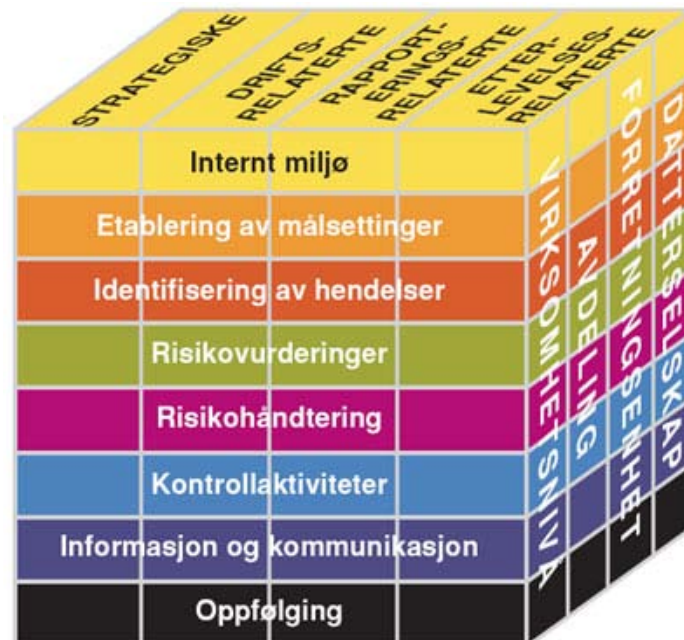 STRATEGISKE
DRIFTS-
RELATERTE
RAPPORT-
ERINGS-
RELATERTE
ETTER-
LEVELSES-
RELATERTE
Internt miljø
Etablering av målsettinger
Identifisering av hendelser
Risikovurderinger
Risikohåndtering
Kontrollaktiviteter
Informasjon og kommunikasjon
Oppfølging
VIRKSOMHETSNIVÅ
AVDELING
FORRETNINGSENHET
DATTERSELSKAP